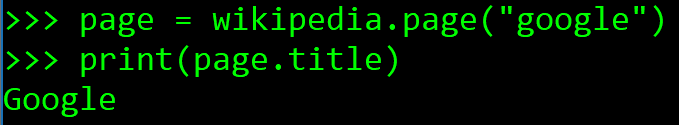 >>> page = wikipedia.page("google")
>>> print(page.title)
Google